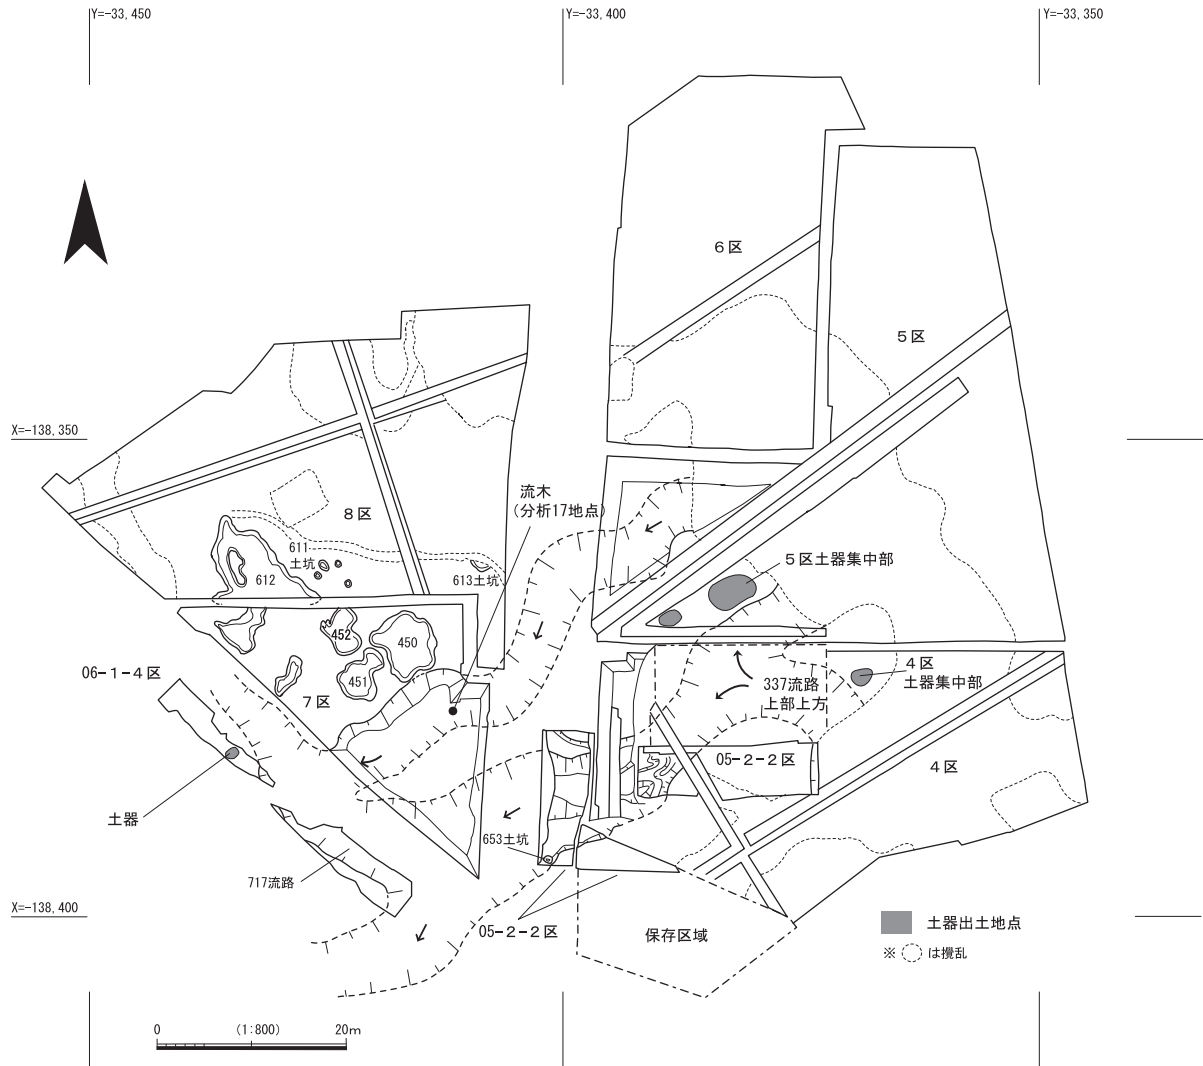 Y=-33,450
Y=-33,400
Y=-33,350
6区
5区
X=-138,350
流木
(分析17地点)
8区
611
土坑
612
613土坑
5区土器集中部
452
450
451
06-1-4区
7区
4区
土器集中部
337流路
上部上方
05-2-2区
4区
土器
653土坑
717流路
X=-138,400
05-2-2区
保存区域
土器出土地点
※ は攪乱
0 (1:800) 20m